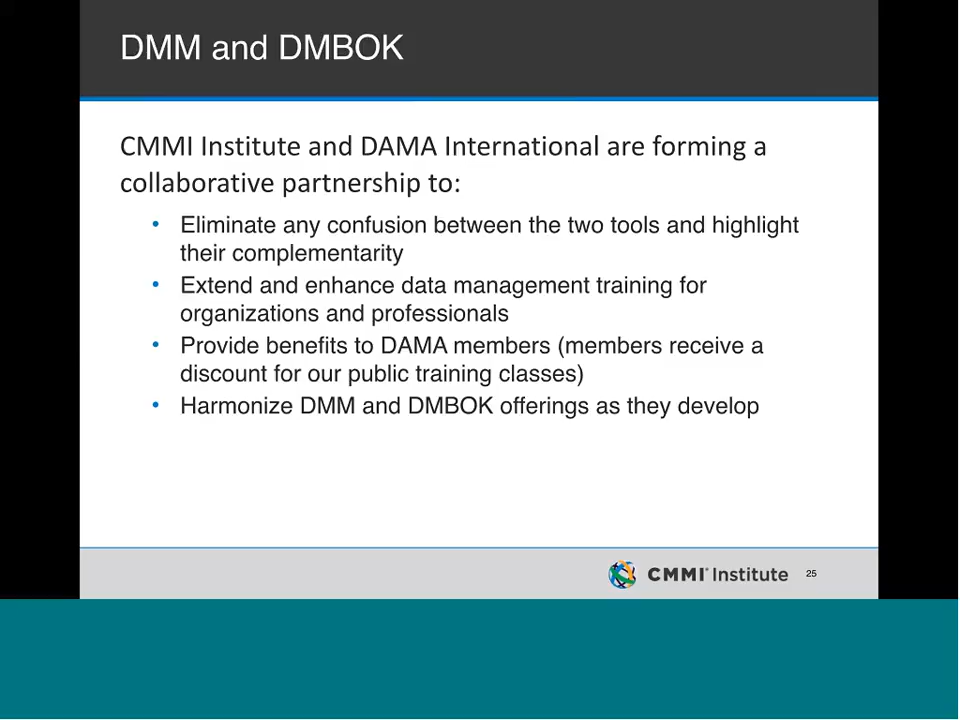 DMM and DMBOK
CMMI Institute and DAMA International are forming a
collaborative partnership to:
• Eliminate any confusion between the two tools and highlight
their complementarity
• Extend and enhance data management training for
organizations and professionals
• Provide benefits to DAMA members (members receive a
discount for our public training classes)
• Harmonize DMM and DMBOK offerings as they develop
CMMI® Institute 25